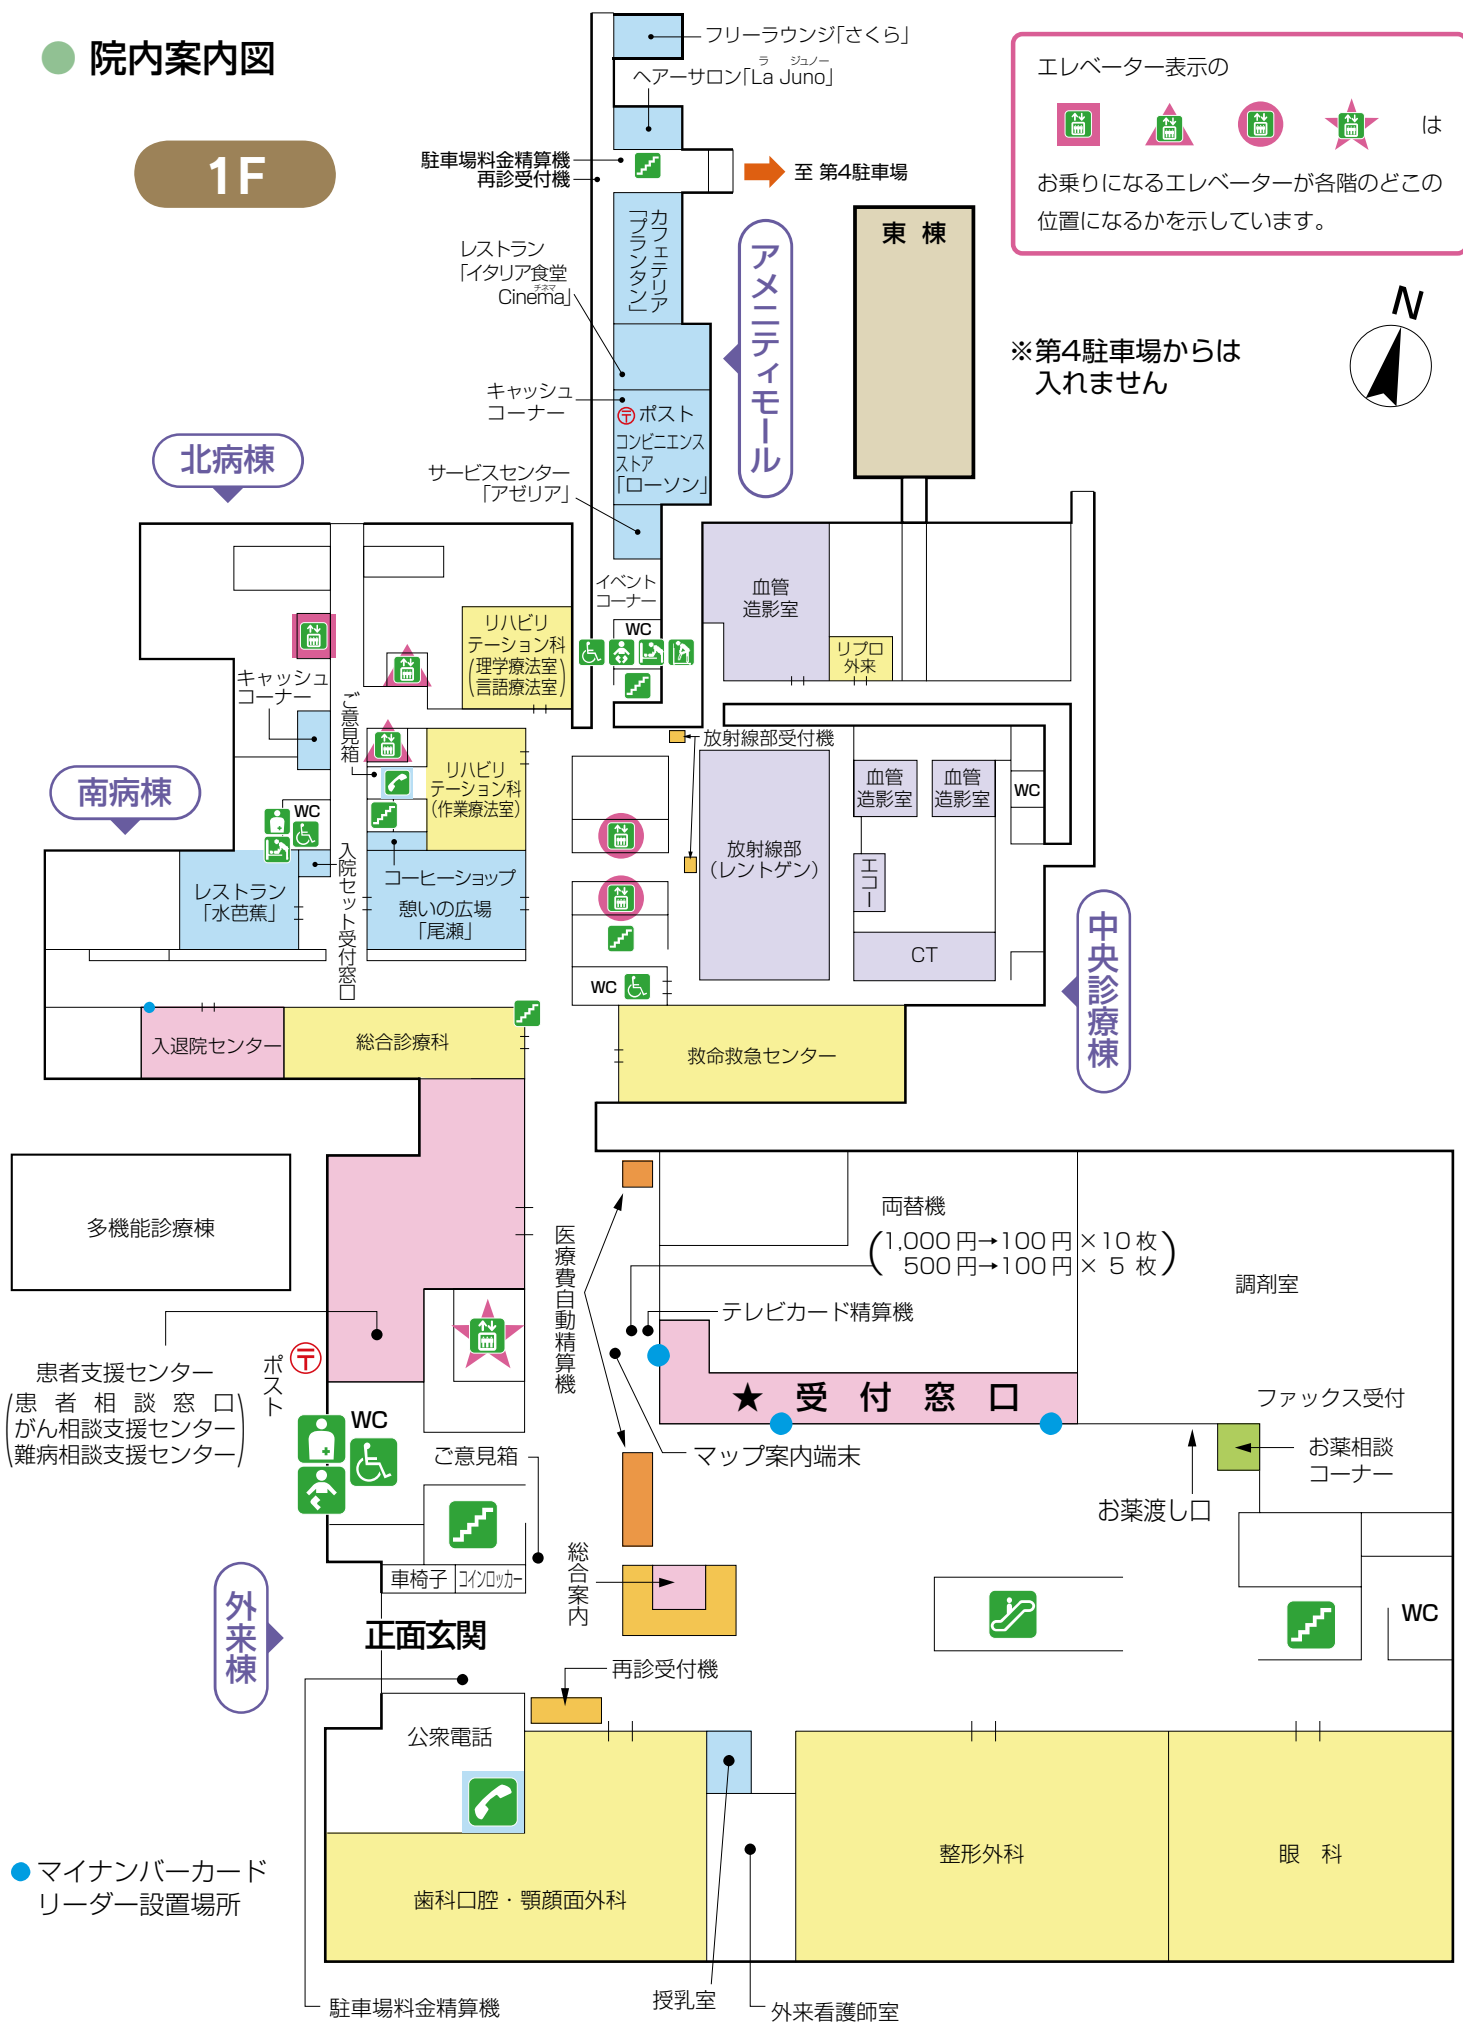 院内案内図
1F
フリーラウンジ「さくら」
ラ ジュノー
ヘアーサロン「La Juno」
駐車場料金精算機
再診受付機
至 第4駐車場
エレベーター表示の
は
お乗りになるエレベーターが各階のどこの
位置になるかを示しています。
N
※第4駐車場からは
入れません
東 棟
アメニティモール
カフェテリア
「プランタン」
レストラン
「イタリア食堂
チネマ
Cinema」
キャッシュ
コーナー
〒ポスト
コンビニエンス
ストア
「ローソン」
サービスセンター
「アゼリア」
イベント
コーナー
WC
北病棟
リハビリ
テーション科
(理学療法室
言語療法室)
血管
造影室
リプロ
外来
キャッシュ
コーナー
ご意見箱
南病棟
WC
リハビリ
テーション科
(作業療法室)
放射線部受付機
放射線部
(レントゲン)
血管
造影室
血管
造影室
WC
エコー
CT
中央診療棟
レストラン
「水芭蕉」
入院セット受付窓口
コーヒーショップ
憩いの広場
「尾瀬」
WC
入退院センター
総合診療科
救命救急センター
多機能診療棟
医療費自動精算機
両替機
(1,000円→100円×10枚
500円→100円× 5 枚)
テレビカード精算機
調剤室
患者支援センター
(患者相談窓口
がん相談支援センター
難病相談支援センター)
ポスト
〒
WC
★ 受付窓口
ファックス受付
マップ案内端末
お薬相談
コーナー
お薬渡し口
ご意見箱
総合案内
車椅子
コインロッカー
外来棟
正面玄関
WC
再診受付機
公衆電話
歯科口腔・顎顔面外科
整形外科
眼 科
マイナンバーカード
リーダー設置場所
駐車場料金精算機
授乳室
外来看護師室